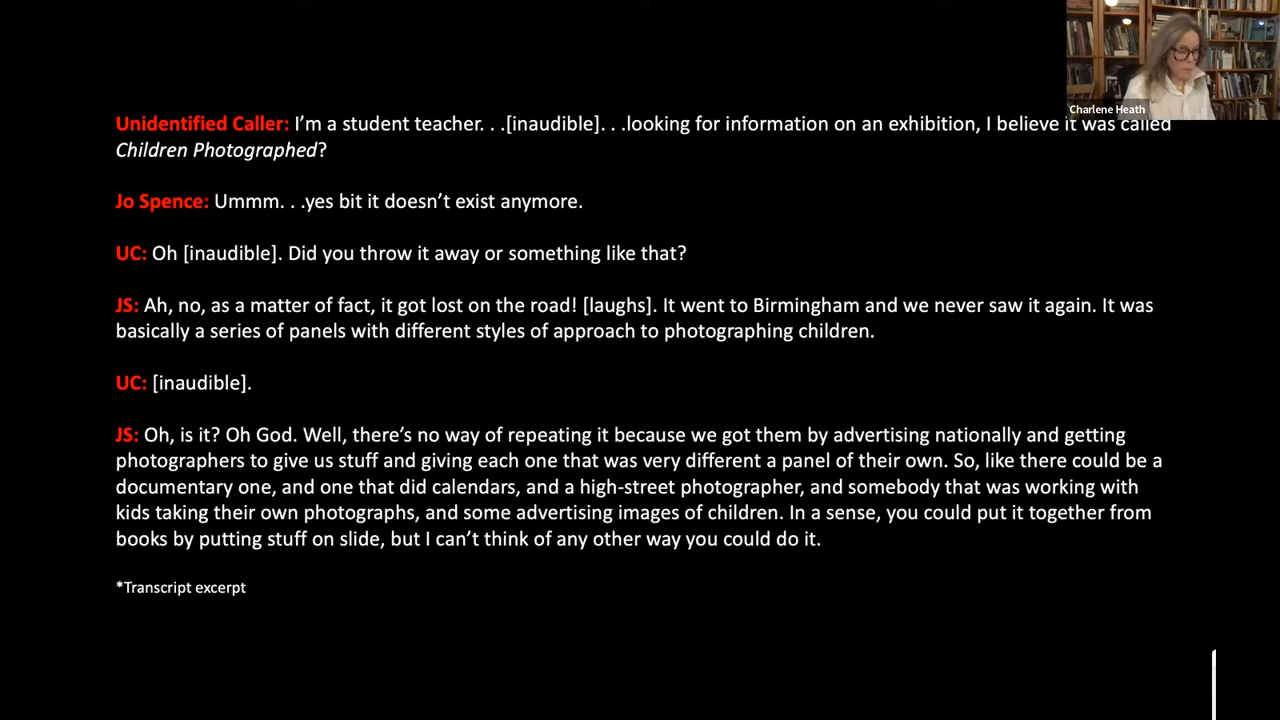 Charlene Heath
Unidentified Caller: I'm a student teacher. . .[inaudible]. . .looking for information on an exhibition, I believe it was called
Children Photographed?
Jo Spence: Ummm. . .yes bit it doesn't exist anymore.
UC: Oh [inaudible]. Did you throw it away or something like that?
JS: Ah, no, as a matter of fact, it got lost on the road! [laughs]. It went to Birmingham and we never saw it again. It was
basically a series of panels with different styles of approach to photographing children.
UC: [inaudible].
JS: Oh, is it? Oh God. Well, there's no way of repeating it because we got them by advertising nationally and getting
photographers to give us stuff and giving each one that was very different a panel of their own. So, like there could be a
documentary one, and one that did calendars, and a high-street photographer, and somebody that was working with
kids taking their own photographs, and some advertising images of children. In a sense, you could put it together from
books by putting stuff on slide, but I can't think of any other way you could do it.
*Transcript excerpt